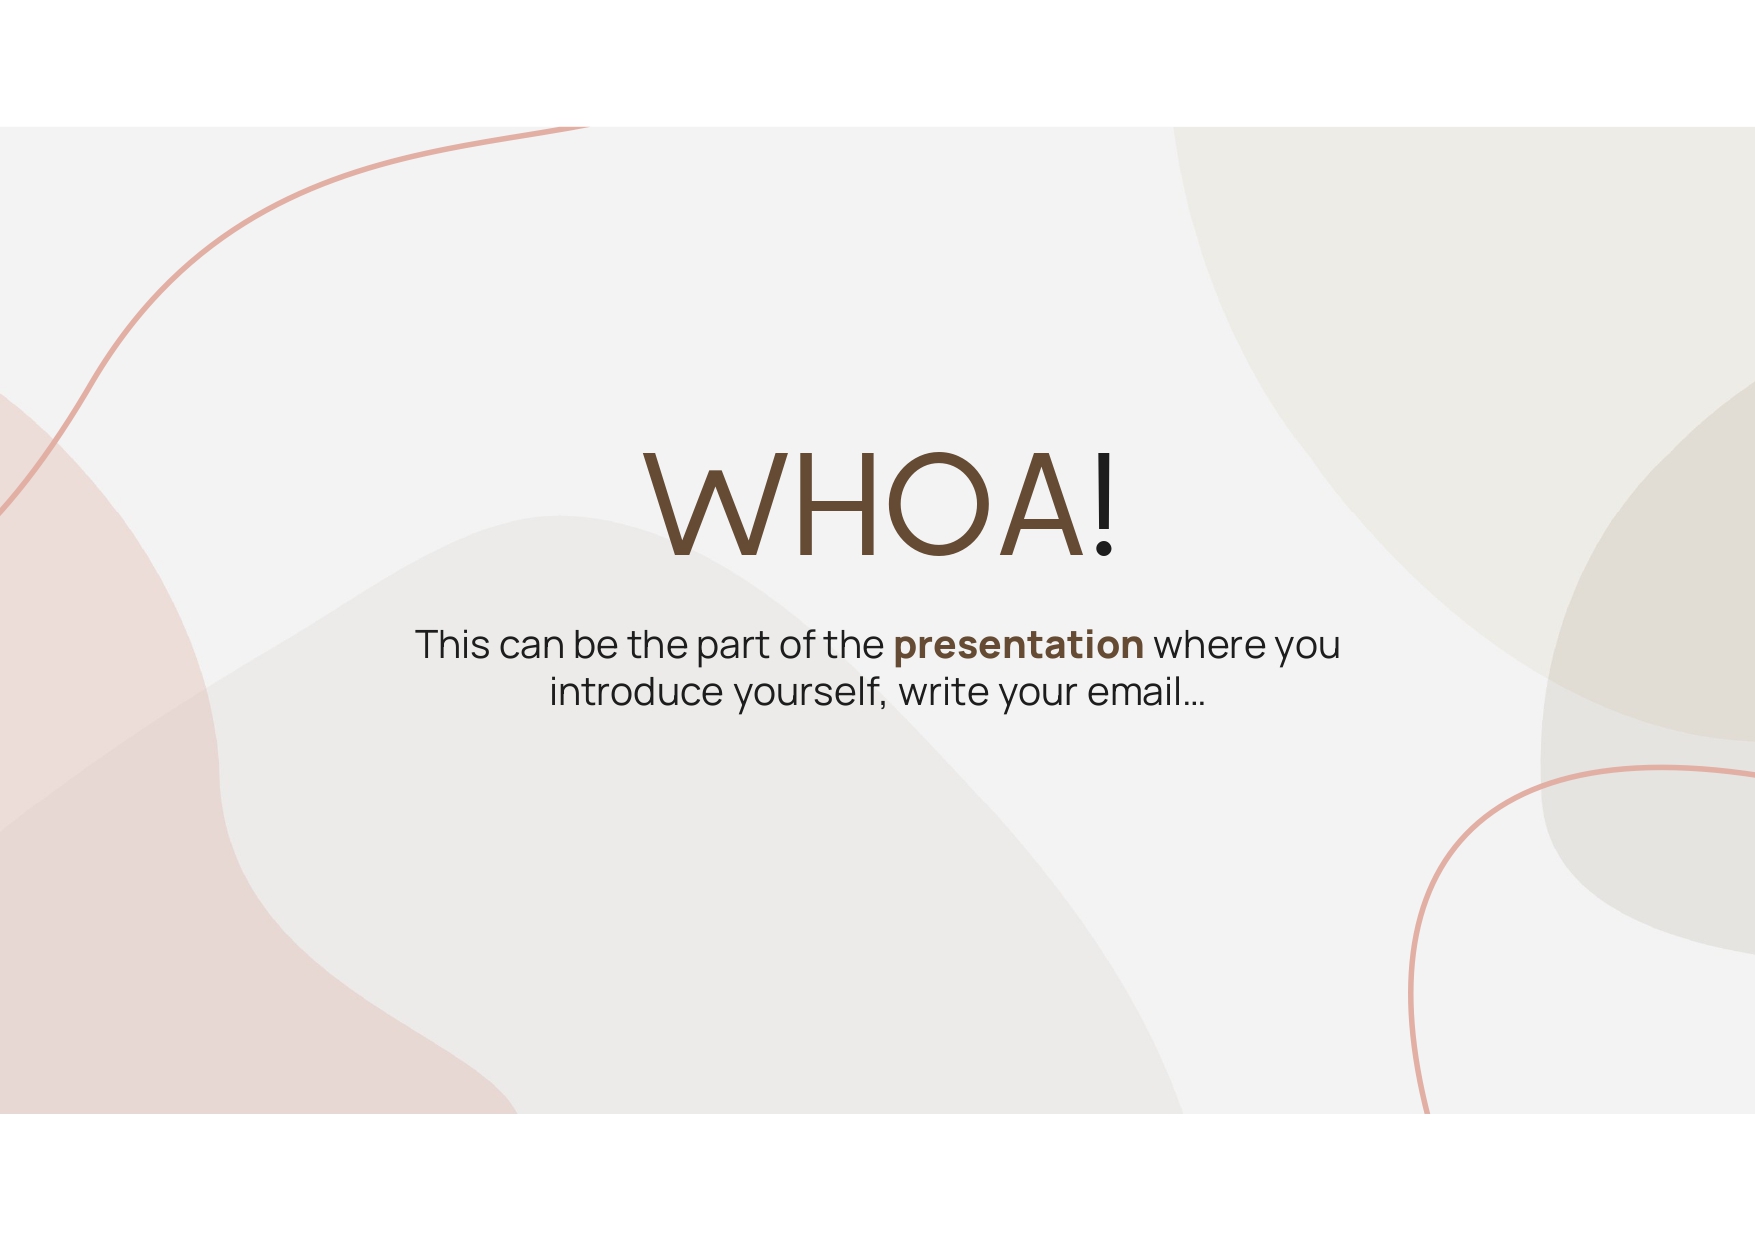 WHOA!
This can be the part of the presentation where you
introduce yourself, write your email…